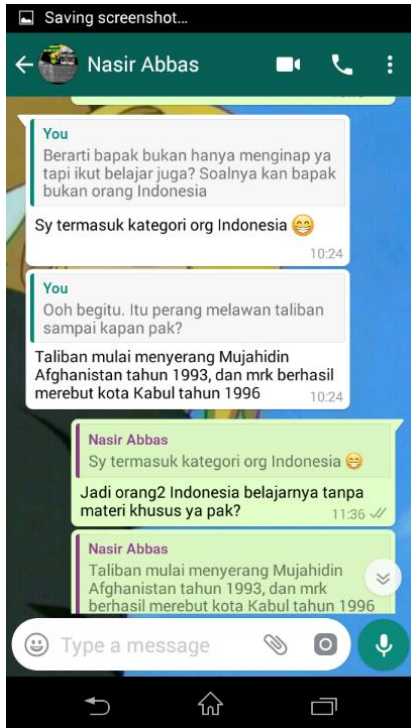 Saving screenshot...
Nasir Abbas
You
Berarti bapak bukan hanya menginap ya
tapi ikut belajar juga? Soalnya kan bapak
bukan orang Indonesia
Sy termasuk kategori org Indonesia 😁
10:24
You
Ooh begitu. Itu perang melawan taliban
sampai kapan pak?
Taliban mulai menyerang Mujahidin
Afghanistan tahun 1993, dan mrk berhasil
merebut kota Kabul tahun 1996
10:24
Nasir Abbas
Sy termasuk kategori org Indonesia 😁
Jadi orang2 Indonesia belajarnya tanpa
materi khusus ya pak?
11:36
Nasir Abbas
Taliban mulai menyerang Mujahidin
Afghanistan tahun 1993, dan mrk
berhasil merebut kota Kabul tahun 1996
Type a message